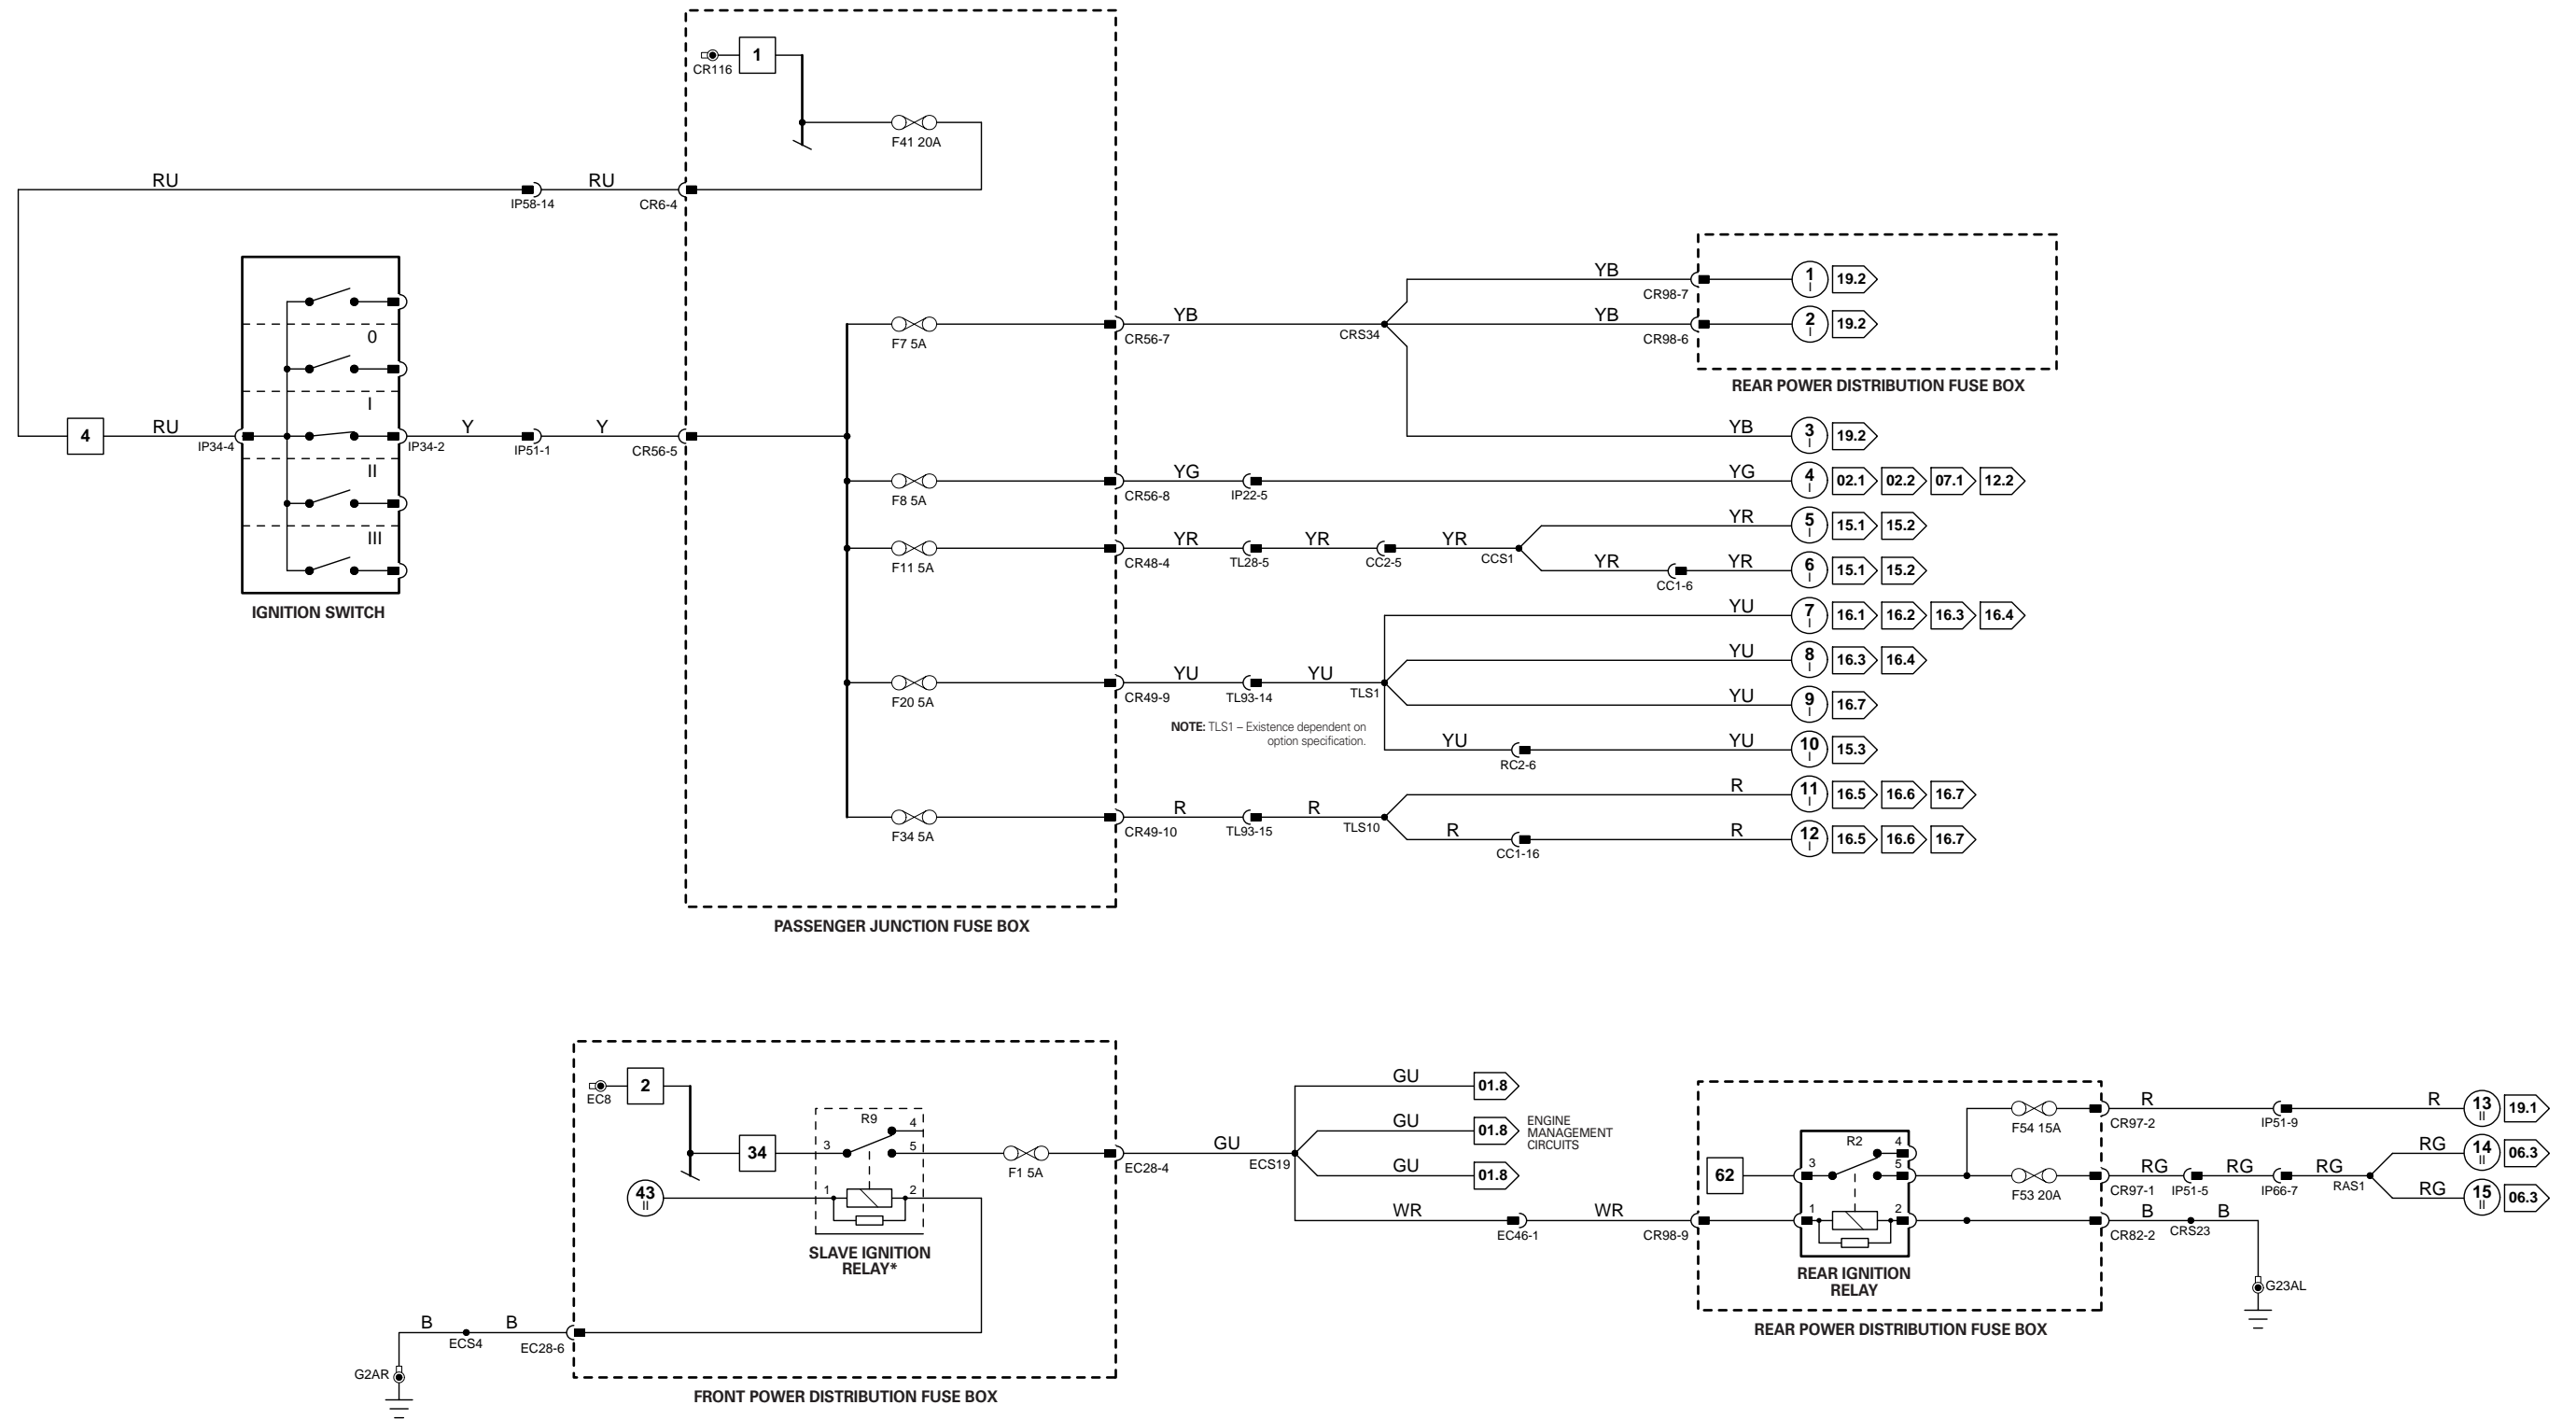 1
CR116
F41 20A
RU
RU
IP58-14
CR6-4
0
I
II
III
4
RU
IP34-4
IP34-2
Y
IP51-1
Y
CR56-5
IGNITION SWITCH
F7 5A
CR56-7
YB
CRS34
YB
CR98-7
1
I
19.2
YB
CR98-6
2
I
19.2
REAR POWER DISTRIBUTION FUSE BOX
YB
3
I
19.2
F8 5A
CR56-8
YG
IP22-5
YG
4
I
02.1
02.2
07.1
12.2
F11 5A
CR48-4
YR
TL28-5
YR
CC2-5
YR
CCS1
YR
5
I
15.1
15.2
YR
CC1-6
YR
6
I
15.1
15.2
F20 5A
CR49-9
YU
TL93-14
YU
TLS1
YU
7
I
16.1
16.2
16.3
16.4
YU
8
I
16.3
16.4
YU
9
I
16.7
NOTE: TLS1 – Existence dependent on
option specification.
YU
RC2-6
YU
10
I
15.3
F34 5A
CR49-10
R
TL93-15
R
TLS10
R
11
I
16.5
16.6
16.7
R
CC1-16
R
12
I
16.5
16.6
16.7
PASSENGER JUNCTION FUSE BOX
EC8
2
34
43
II
R9
3
4
5
1
2
SLAVE IGNITION
RELAY*
F1 5A
EC28-4
GU
ECS19
GU
01.8
GU
01.8
GU
01.8
ENGINE
MANAGEMENT
CIRCUITS
WR
EC46-1
WR
CR98-9
62
R2
3
4
5
1
2
REAR IGNITION
RELAY
F54 15A
CR97-2
R
IP51-9
R
13
II
19.1
F53 20A
CR97-1
RG
IP51-5
RG
IP66-7
RG
RAS1
RG
14
II
06.3
RG
15
II
06.3
CR82-2
B
CRS23
B
G23AL
REAR POWER DISTRIBUTION FUSE BOX
B
ECS4
B
EC28-6
G2AR
FRONT POWER DISTRIBUTION FUSE BOX